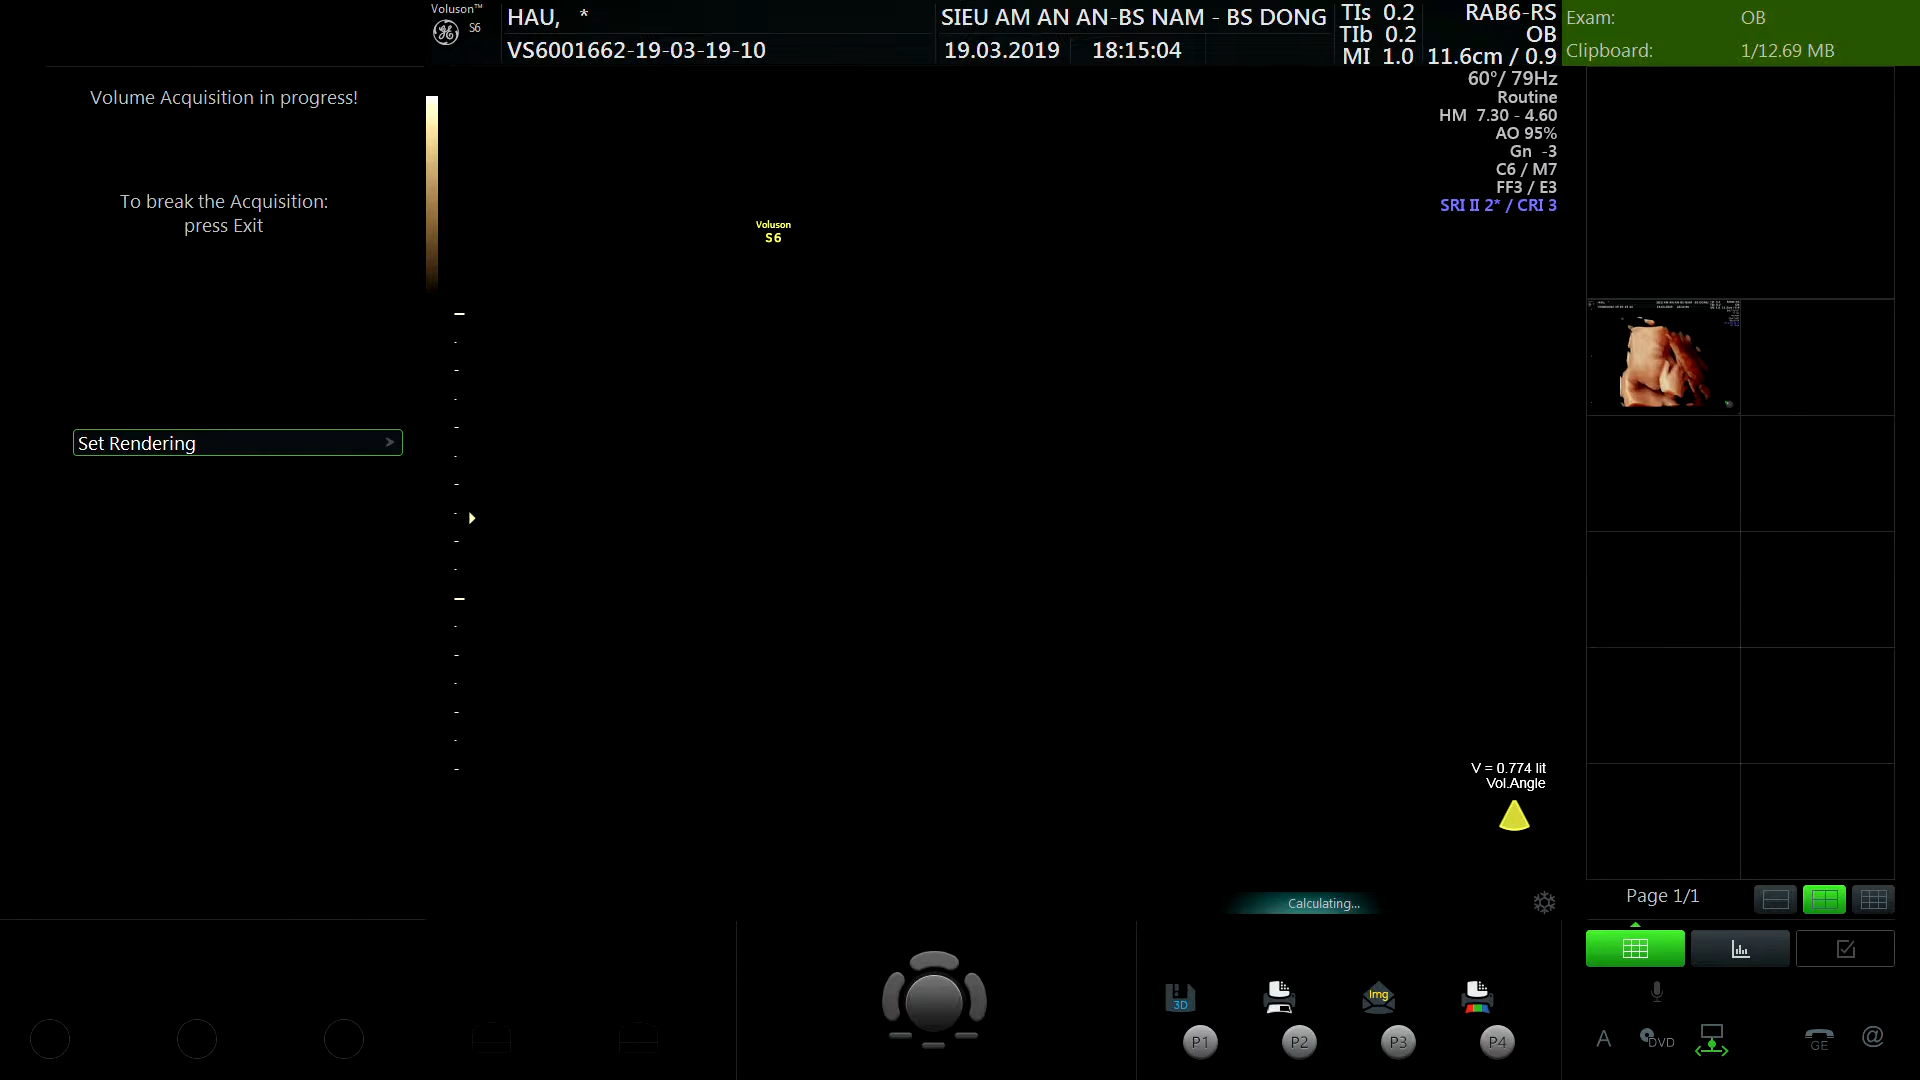 Voluson™
S6
HAU, *
VS6001662-19-03-19-10
SIEU AM AN AN-BS NAM - BS DONG
19.03.2019 18:15:04
TIs 0.2
TIb 0.2
MI 1.0
RAB6-RS
OB
11.6cm / 0.9
Exam: OB
Clipboard: 1/12.69 MB
60°/ 79Hz
Routine
HM 7.30 - 4.60
AO 95%
Gn -3
C6 / M7
FF3 / E3
SRI II 2* / CRI 3
Volume Acquisition in progress!
To break the Acquisition:
press Exit
Voluson
S6
Set Rendering
V = 0.774 lit
Vol.Angle
Calculating...
Page 1/1
3D
Img
P1
P2
P3
P4
A
DVD
GE
@